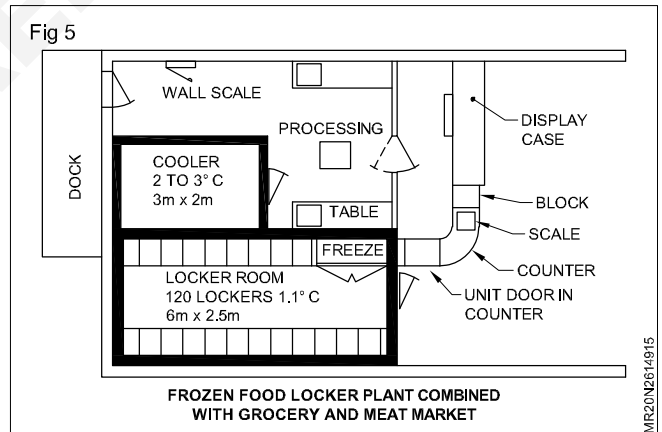 Fig 5
WALL SCALE
PROCESSING
DOCK
COOLER
2 TO 3° C
3m x 2m
TABLE
FREEZE
LOCKER ROOM
120 LOCKERS 1.1° C
6m x 2.5m
DISPLAY
CASE
BLOCK
SCALE
COUNTER
UNIT DOOR IN
COUNTER
FROZEN FOOD LOCKER PLANT COMBINED
WITH GROCERY AND MEAT MARKET
MR20N2614915